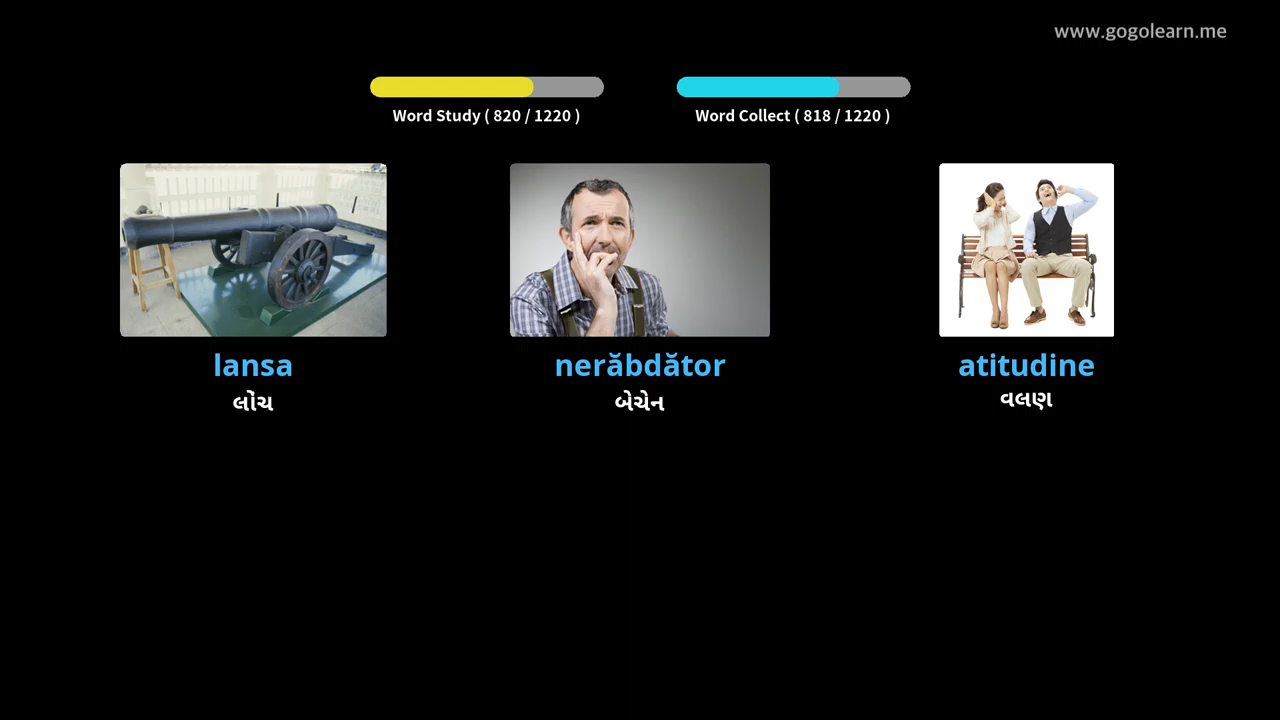 www.gogolearn.me
Word Study ( 820 / 1220 )
Word Collect ( 818 / 1220 )
lansa
nerăbdător
atitudine
લોંચ
બેચેન
વલણ